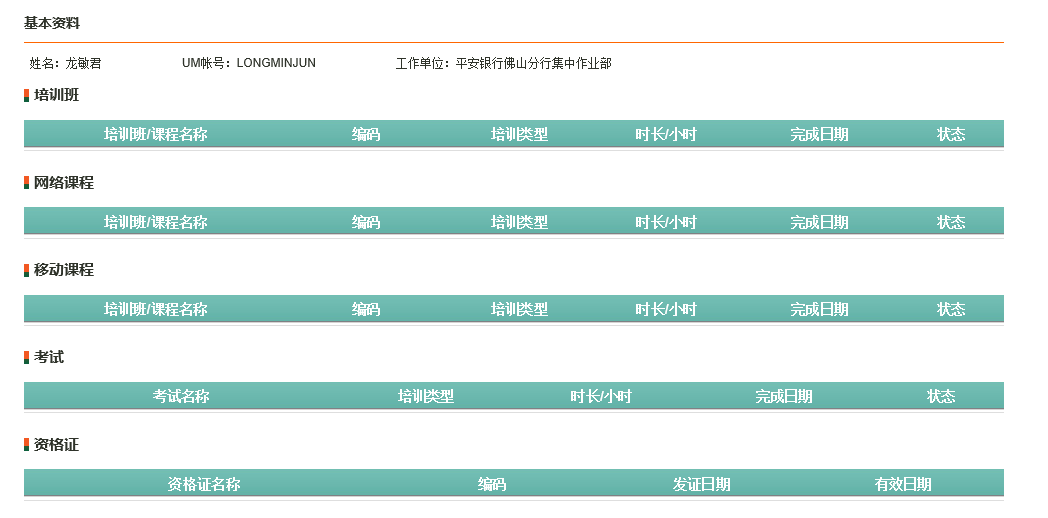 基本资料
姓名：龙敏君 UM帐号：LONGMINJUN 工作单位：平安银行佛山分行集中作业部
培训班
培训班/课程名称 编码 培训类型 时长/小时 完成日期 状态
网络课程
培训班/课程名称 编码 培训类型 时长/小时 完成日期 状态
移动课程
培训班/课程名称 编码 培训类型 时长/小时 完成日期 状态
考试
考试名称 培训类型 时长/小时 完成日期 状态
资格证
资格证名称 编码 发证日期 有效日期